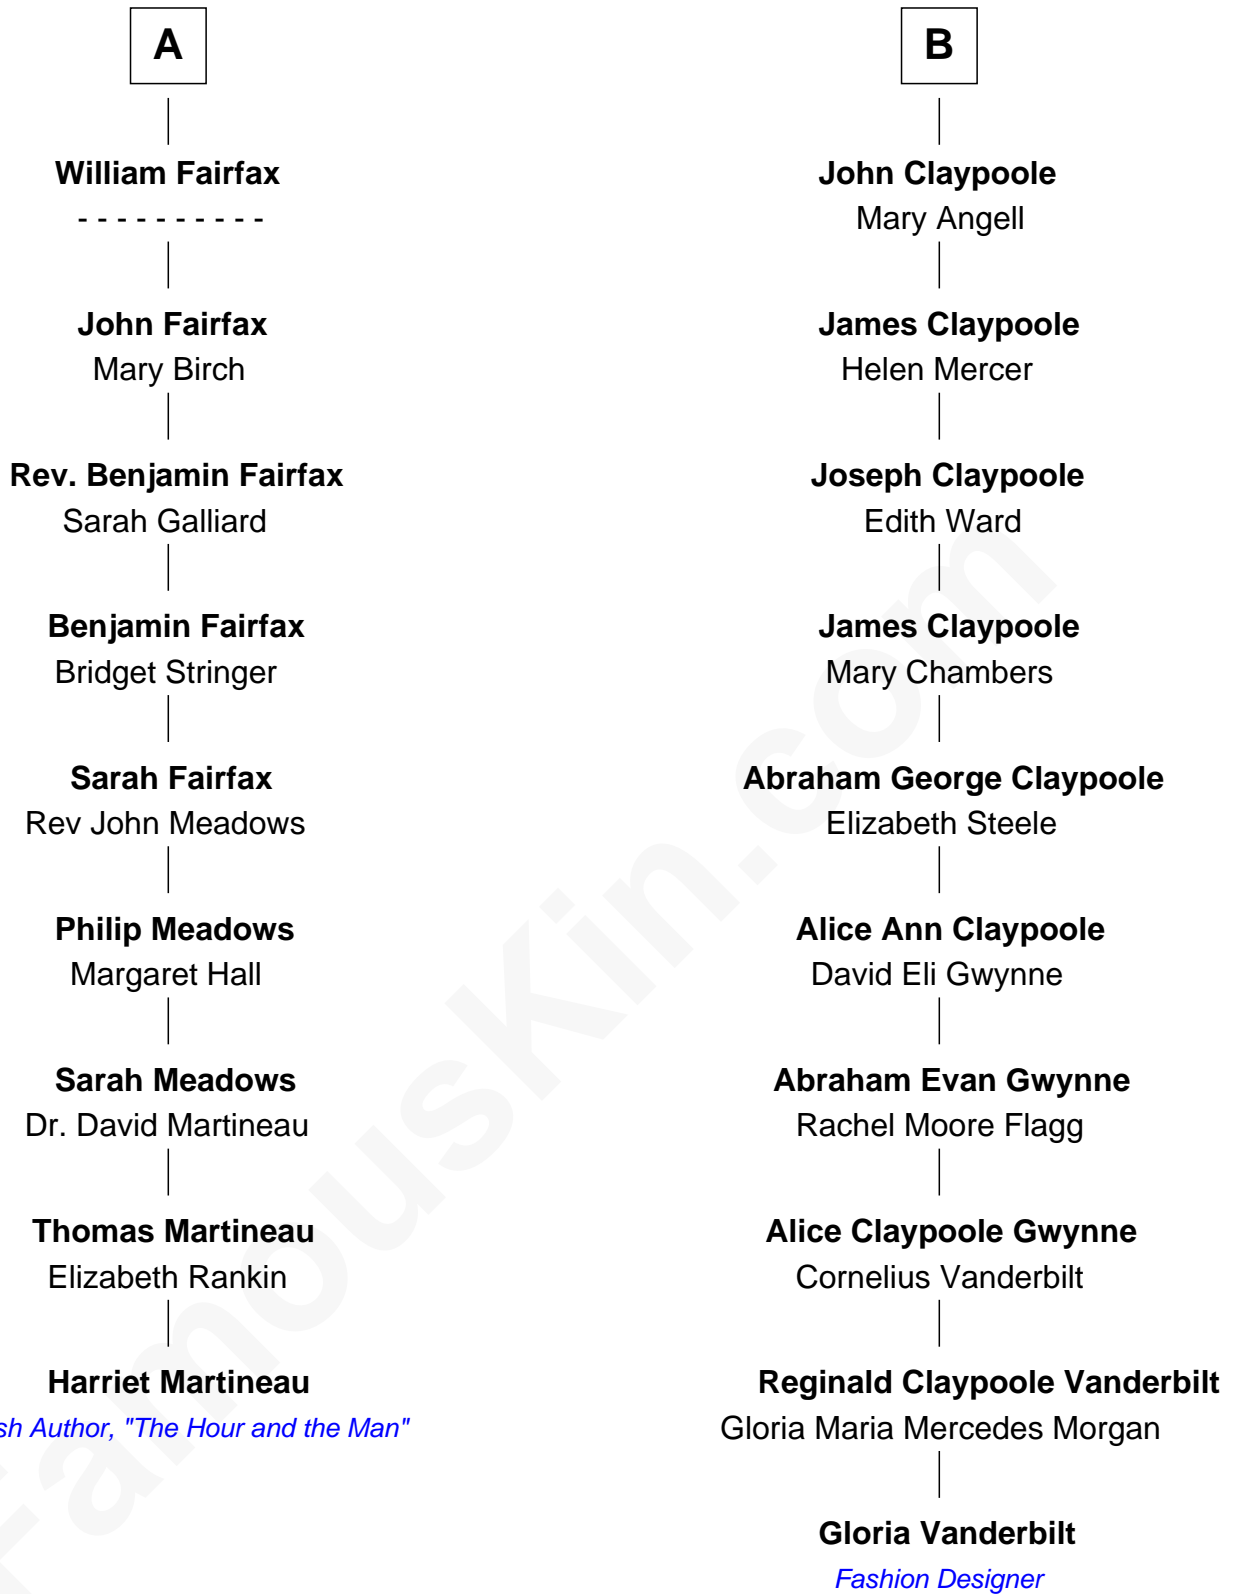 A
William Fairfax
- - - - - - - - - -
John Fairfax
Mary Birch
Rev. Benjamin Fairfax
Sarah Galliard
Benjamin Fairfax
Bridget Stringer
Sarah Fairfax
Rev John Meadows
Philip Meadows
Margaret Hall
Sarah Meadows
Dr. David Martineau
Thomas Martineau
Elizabeth Rankin
Harriet Martineau
sh Author, "The Hour and the Man"
B
John Claypoole
Mary Angell
James Claypoole
Helen Mercer
Joseph Claypoole
Edith Ward
James Claypoole
Mary Chambers
Abraham George Claypoole
Elizabeth Steele
Alice Ann Claypoole
David Eli Gwynne
Abraham Evan Gwynne
Rachel Moore Flagg
Alice Claypoole Gwynne
Cornelius Vanderbilt
Reginald Claypoole Vanderbilt
Gloria Maria Mercedes Morgan
Gloria Vanderbilt
Fashion Designer
FamousKin.com